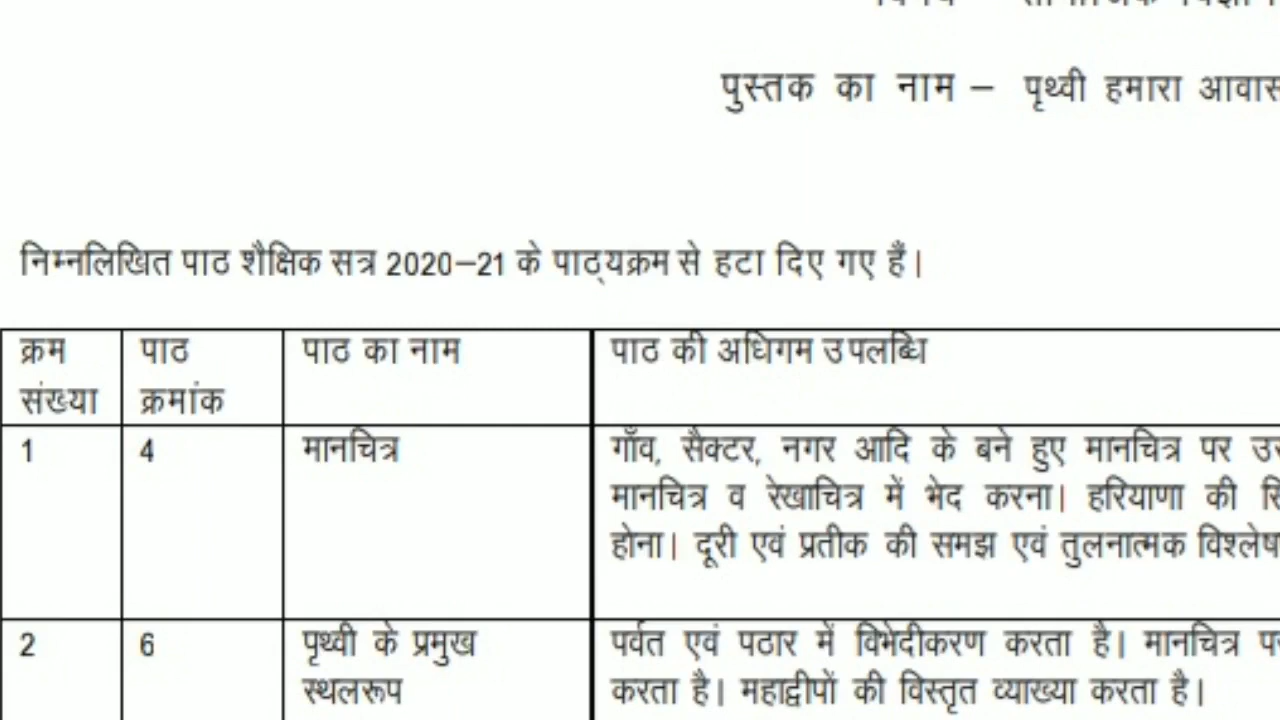 पुस्तक का नाम – पृथ्वी हमारा आवास
निम्नलिखित पाठ शैक्षिक सत्र 2020–21 के पाठ्यक्रम से हटा दिए गए हैं।
क्रम संख्या पाठ क्रमांक पाठ का नाम पाठ की अधिगम उपलब्धि
1 4 मानचित्र गाँव, सैक्टर, नगर आदि के बने हुए मानचित्र पर
मानचित्र व रेखाचित्र में भेद करना। हरियाणा की
होना। दूरी एवं प्रतीक की समझ एवं तुलनात्मक
2 6 पृथ्वी के प्रमुख पर्वत एवं पठार में विभेदीकरण करता है। मानचित्र
स्थलरूप करता है। महाद्वीपों की विस्तृत व्याख्या करता है।